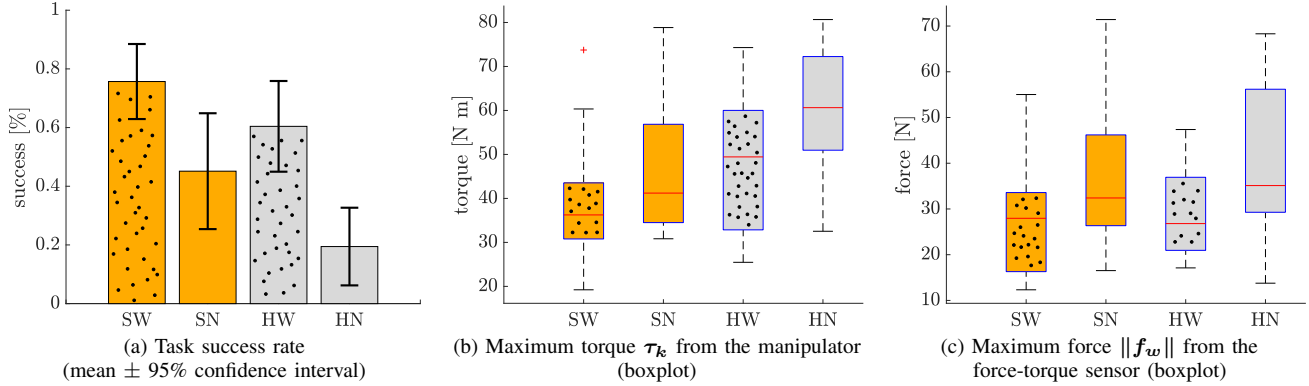 1
0.8
0.6
0.4
0.2
0
success [%]
SW SN HW HN
(a) Task success rate
(mean ± 95% confidence interval)
80
70
60
50
40
30
20
torque [N m]
SW SN HW HN
(b) Maximum torque τₖ from the manipulator
(boxplot)
70
60
50
40
30
20
10
force [N]
SW SN HW HN
(c) Maximum force ‖f_w‖ from the
force-torque sensor (boxplot)